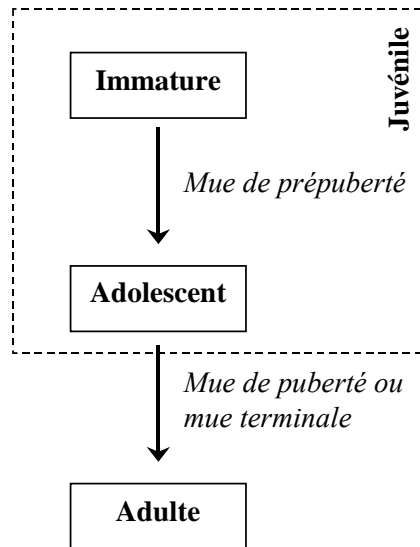 Immature
Juvénile
Mue de prépuberté
Adolescent
Mue de puberté ou
mue terminale
Adulte